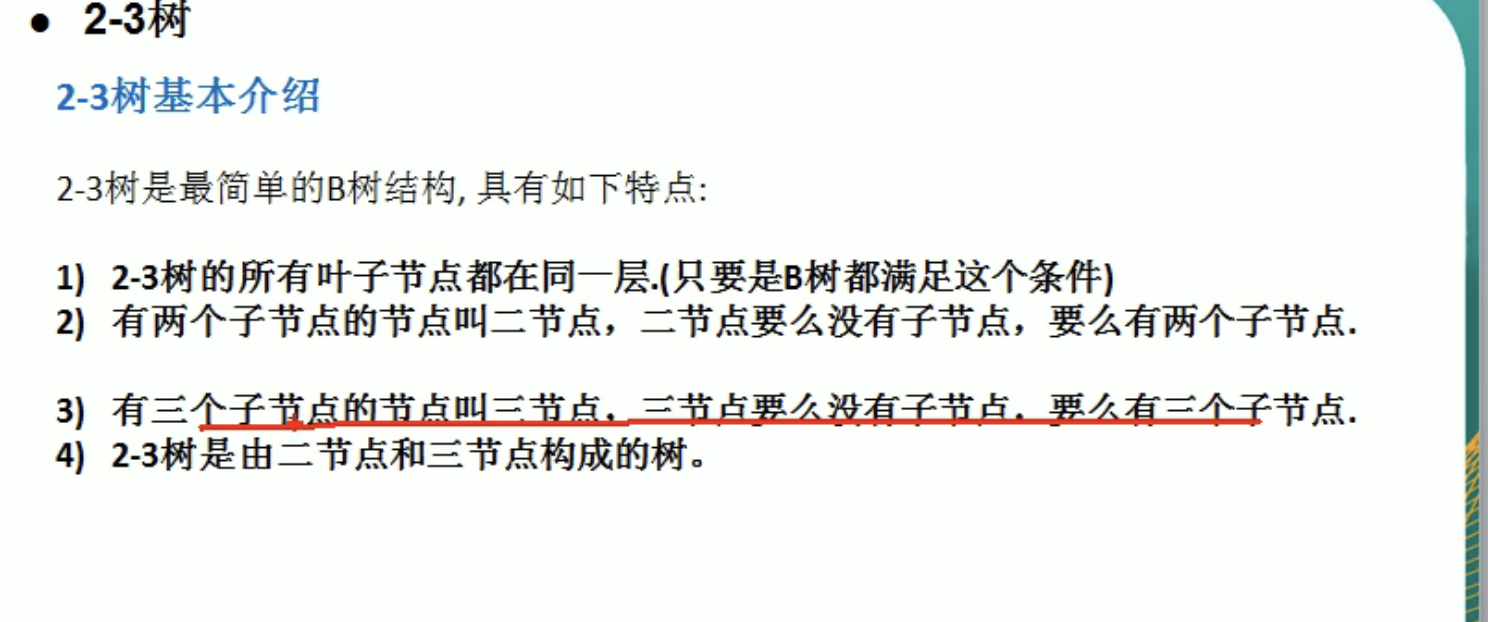 ● 2-3树
2-3树基本介绍
2-3树是最简单的B树结构, 具有如下特点:
1) 2-3树的所有叶子节点都在同一层.(只要是B树都满足这个条件)
2) 有两个子节点的节点叫二节点，二节点要么没有子节点，要么有两个子节点.
3) 有三个子节点的节点叫三节点，三节点要么没有子节点，要么有三个子节点.
4) 2-3树是由二节点和三节点构成的树。